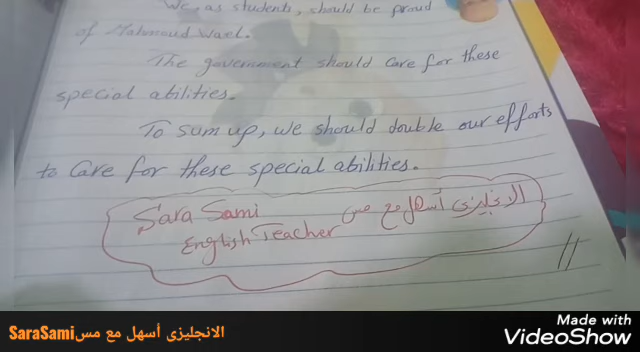 We, as students, should be proud
of Mahmoud Wael.
The government should care for these
special abilities.
To sum up, we should double our efforts
to care for these special abilities.
Sara Sami الانجليزى أسهل مع مس
English Teacher
الانجليزى أسهل مع مس SaraSami
Made with
VideoShow